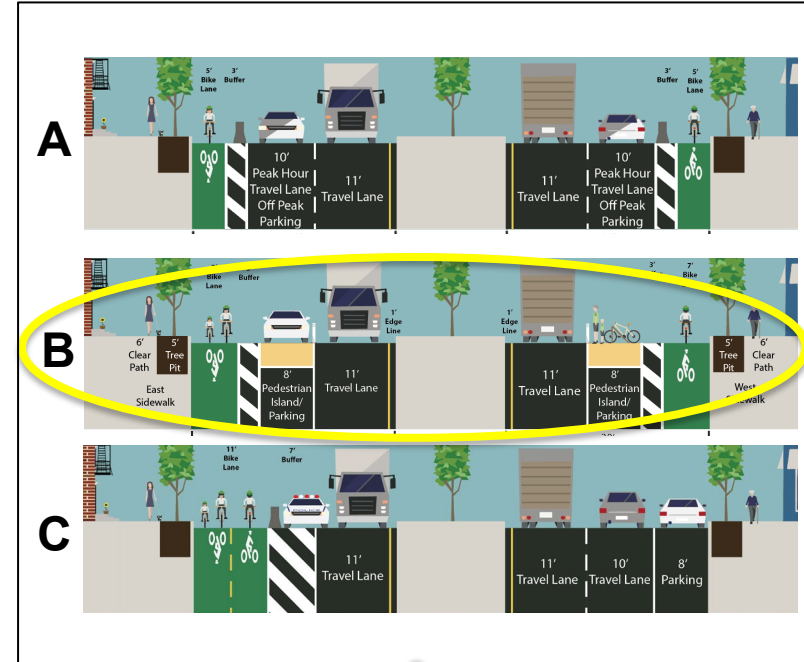 A
5'
Bike
Lane
3'
Buffer
10'
Peak Hour
Travel Lane
Off Peak
Parking
11'
Travel Lane
11'
Travel Lane
10'
Peak Hour
Travel Lane
Off Peak
Parking
3'
Buffer
5'
Bike
Lane
B
6'
Clear
Path
5'
Tree
Pit
East
Sidewalk
Bike
Lane
Buffer
8'
Pedestrian
Island/
Parking
11'
Travel Lane
1'
Edge
Line
1'
Edge
Line
11'
Travel Lane
8'
Pedestrian
Island/
Parking
3'
7'
Bike
5'
Tree
Pit
6'
Clear
Path
West
C
11'
Bike
Lane
7'
Buffer
11'
Travel Lane
11'
Travel Lane
10'
Travel Lane
8'
Parking